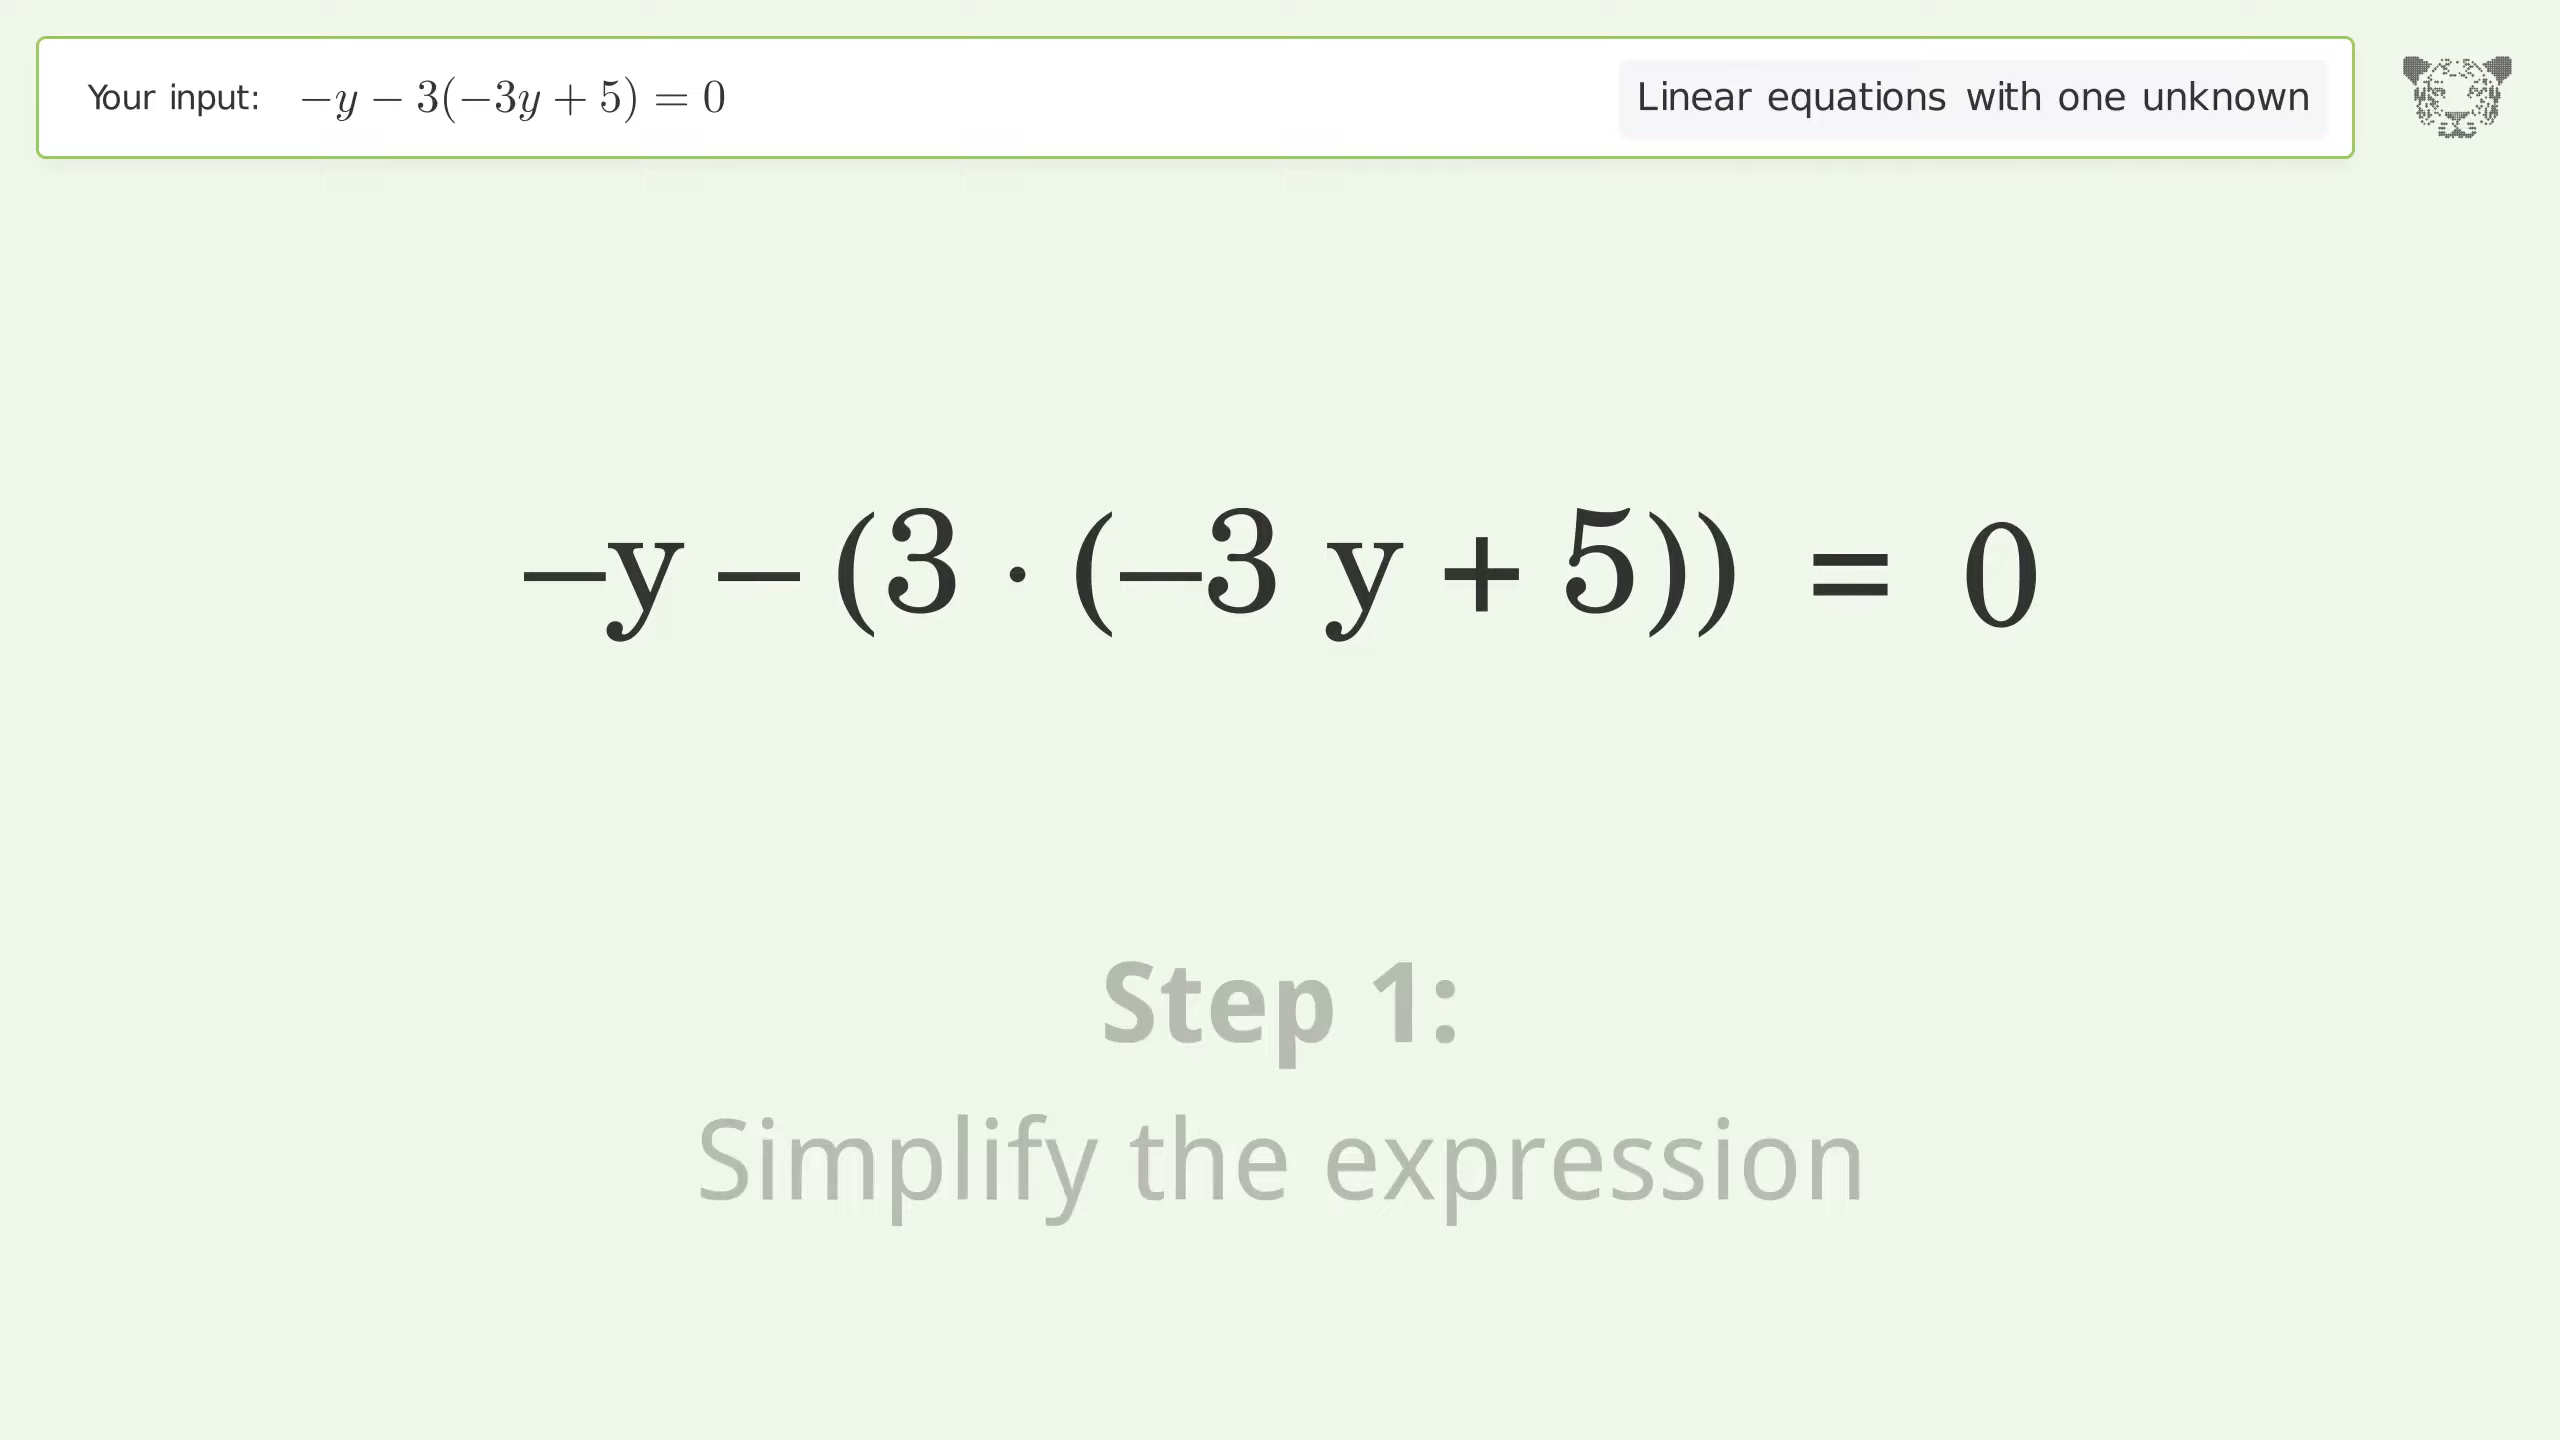 Your input: −y − 3(−3y + 5) = 0
Linear equations with one unknown
−y − (3 · (−3 y + 5)) = 0
Step 1:
Simplify the expression